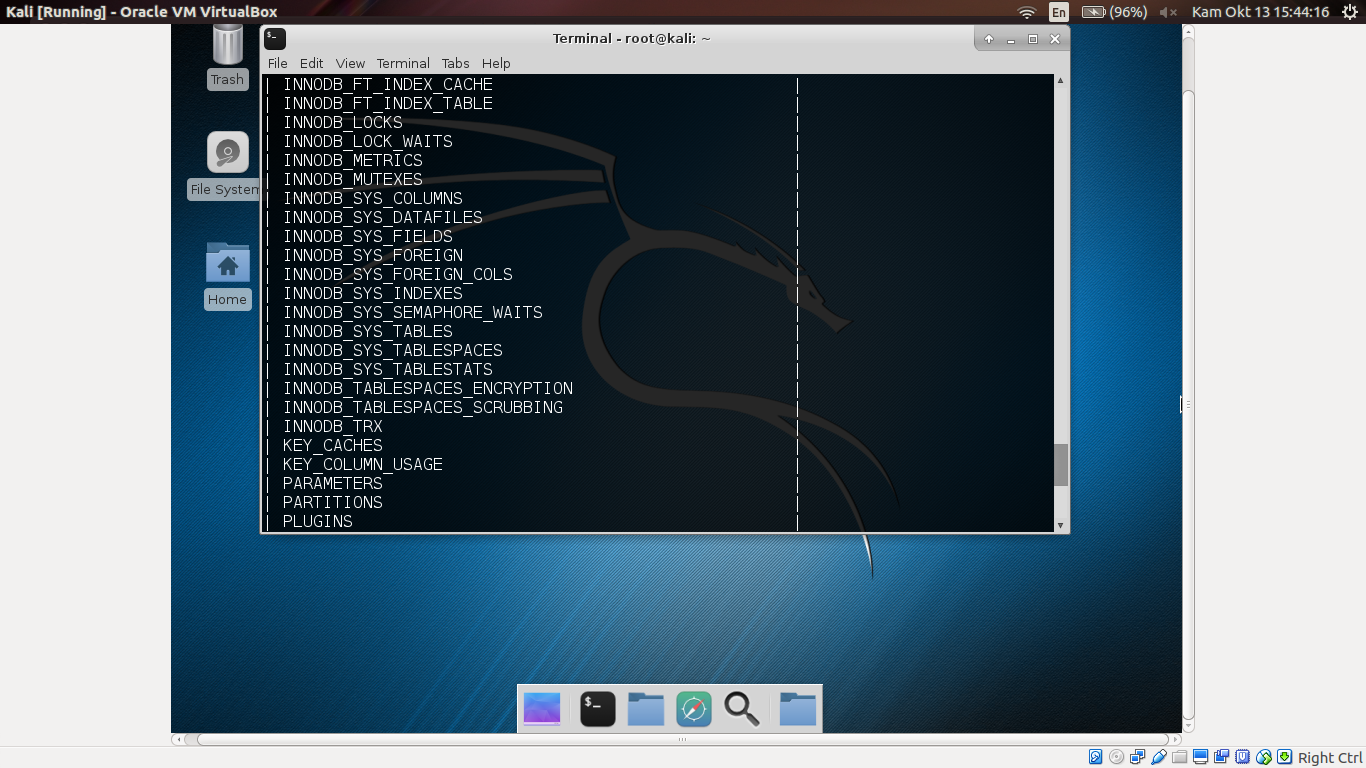 Kali [Running] - Oracle VM VirtualBox
En
(96%)
Kam Okt 13 15:44:16
Trash
File System
Home
Terminal - root@kali: ~
File Edit View Terminal Tabs Help
| INNODB_FT_INDEX_CACHE |
| INNODB_FT_INDEX_TABLE |
| INNODB_LOCKS |
| INNODB_LOCK_WAITS |
| INNODB_METRICS |
| INNODB_MUTEXES |
| INNODB_SYS_COLUMNS |
| INNODB_SYS_DATAFILES |
| INNODB_SYS_FIELDS |
| INNODB_SYS_FOREIGN |
| INNODB_SYS_FOREIGN_COLS |
| INNODB_SYS_INDEXES |
| INNODB_SYS_SEMAPHORE_WAITS |
| INNODB_SYS_TABLES |
| INNODB_SYS_TABLESPACES |
| INNODB_SYS_TABLESTATS |
| INNODB_TABLESPACES_ENCRYPTION |
| INNODB_TABLESPACES_SCRUBBING |
| INNODB_TRX |
| KEY_CACHES |
| KEY_COLUMN_USAGE |
| PARAMETERS |
| PARTITIONS |
| PLUGINS |
Right Ctrl